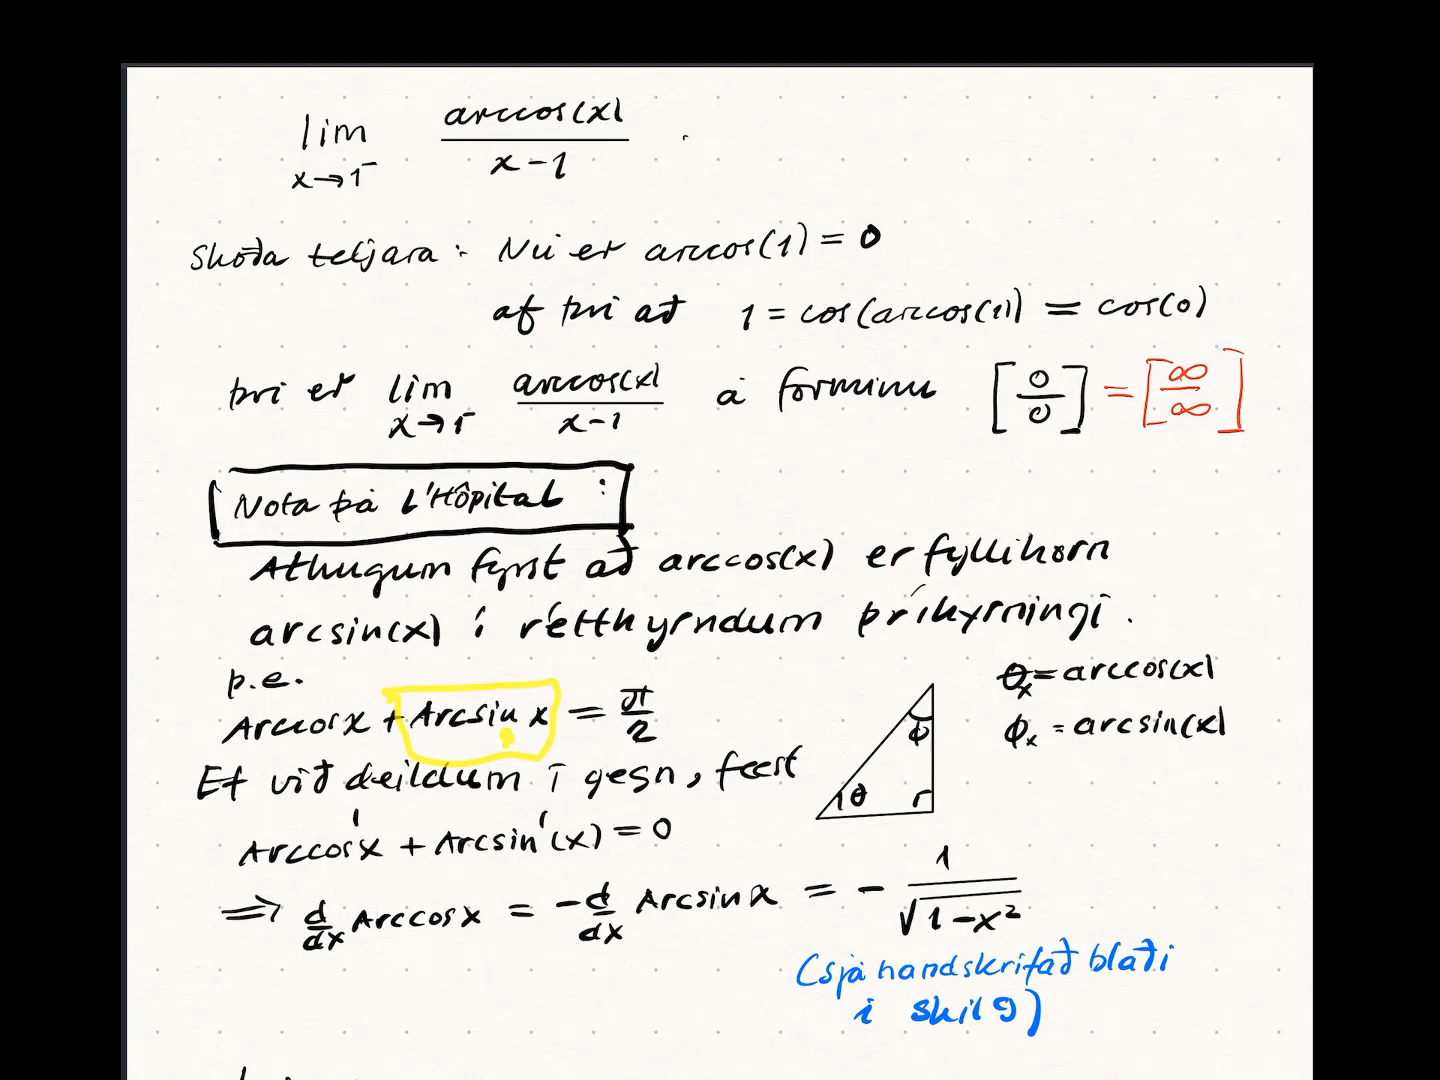 lim x→1⁻ arccos(x) / x-1
Skoða teljara: Nú er arccos(1) = 0
af því að 1 = cos(arccos(1)) = cos(0)
því er lim x→1⁻ arccos(x) / x-1 á forminu [0/0] = [∞/∞]
Nota þá L'Hôpital :
Athugum fyrst að arccos(x) er fyllihorn
arcsin(x) í rétthyrndum þríhyrningi.
þ.e.
Arccos x + Arcsin x = π/2
θx = arccos(x)
ϕx = arcsin(x)
ϕ
θ
Ef við deildum í gegn, fæst
Arccos'x + Arcsin'(x) = 0
⇒ d/dx Arccos x = -d/dx Arcsin x = - 1/√1-x²
(sjá handskrifað blaði
í skil 9)